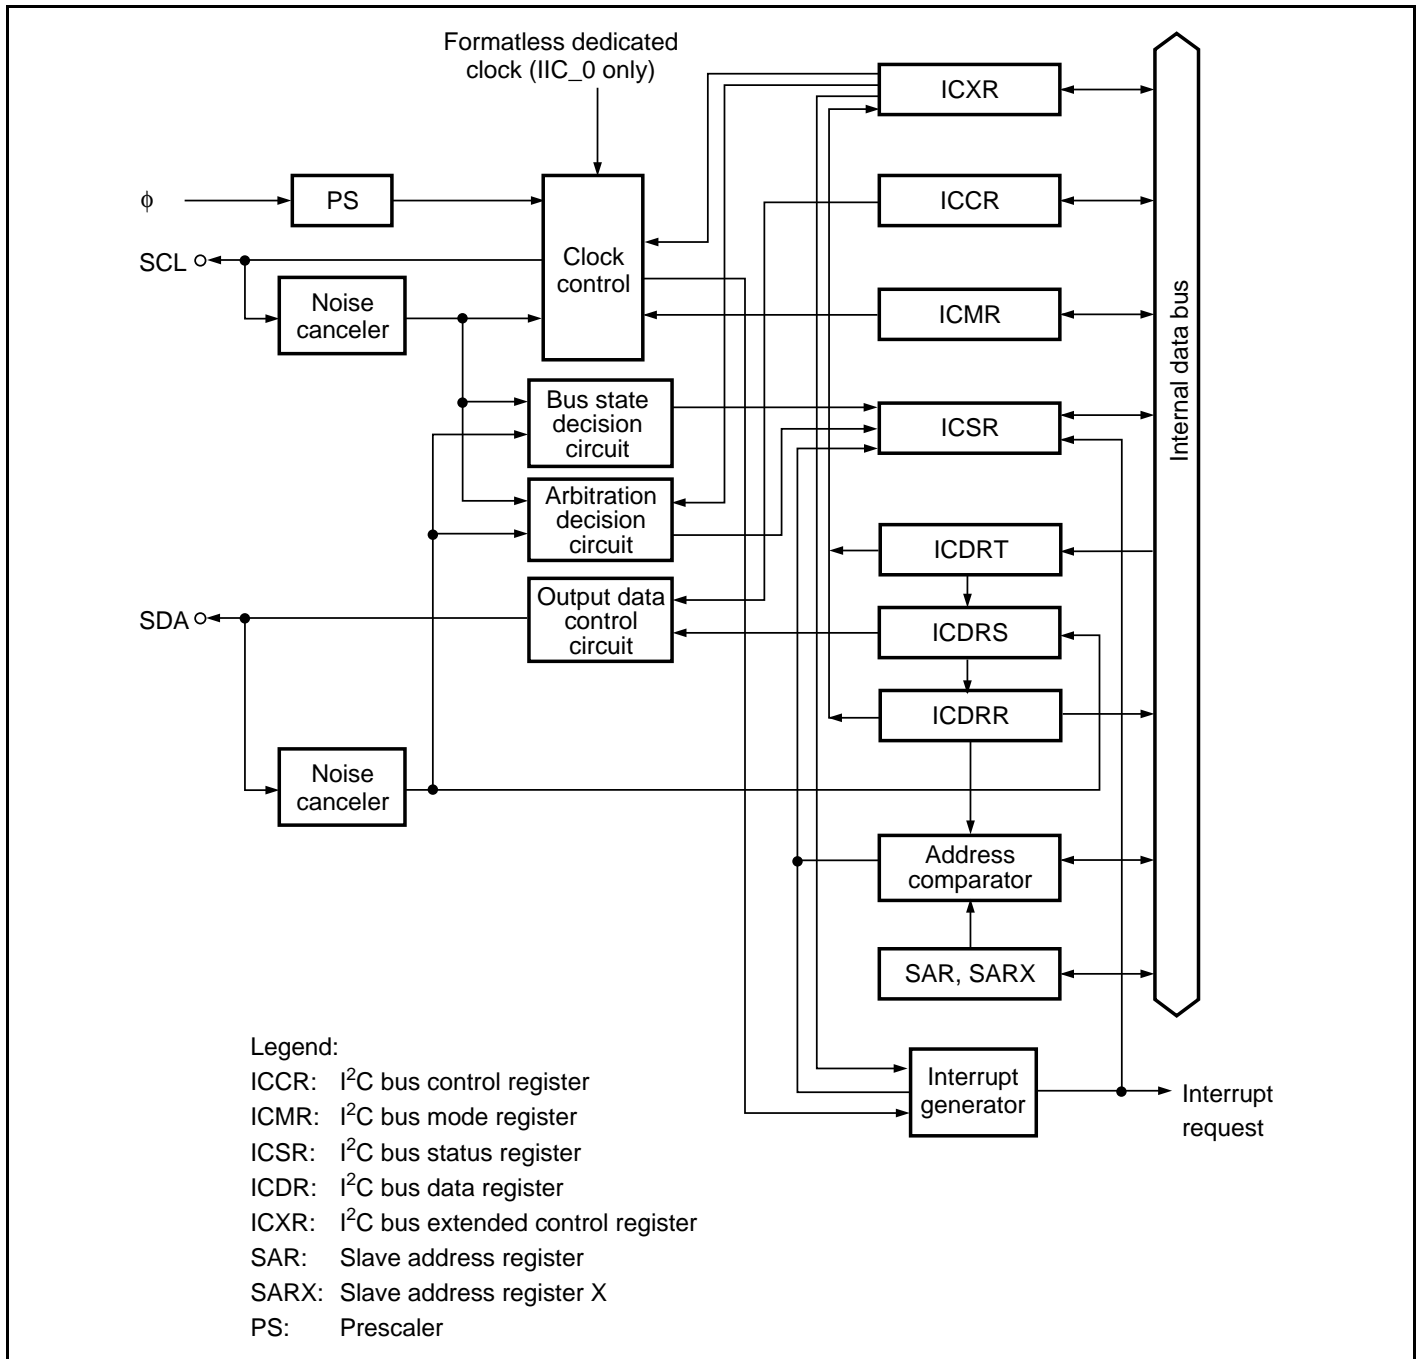 Formatless dedicated
clock (IIC_0 only)
ICXR
ϕ
PS
ICCR
SCL
Clock
control
Noise
canceler
ICMR
Internal data bus
Bus state
decision
circuit
ICSR
Arbitration
decision
circuit
ICDRT
Output data
control
circuit
SDA
ICDRS
ICDRR
Noise
canceler
Address
comparator
SAR, SARX
Interrupt
generator
Interrupt
request
Legend:
ICCR: I²C bus control register
ICMR: I²C bus mode register
ICSR: I²C bus status register
ICDR: I²C bus data register
ICXR: I²C bus extended control register
SAR: Slave address register
SARX: Slave address register X
PS: Prescaler